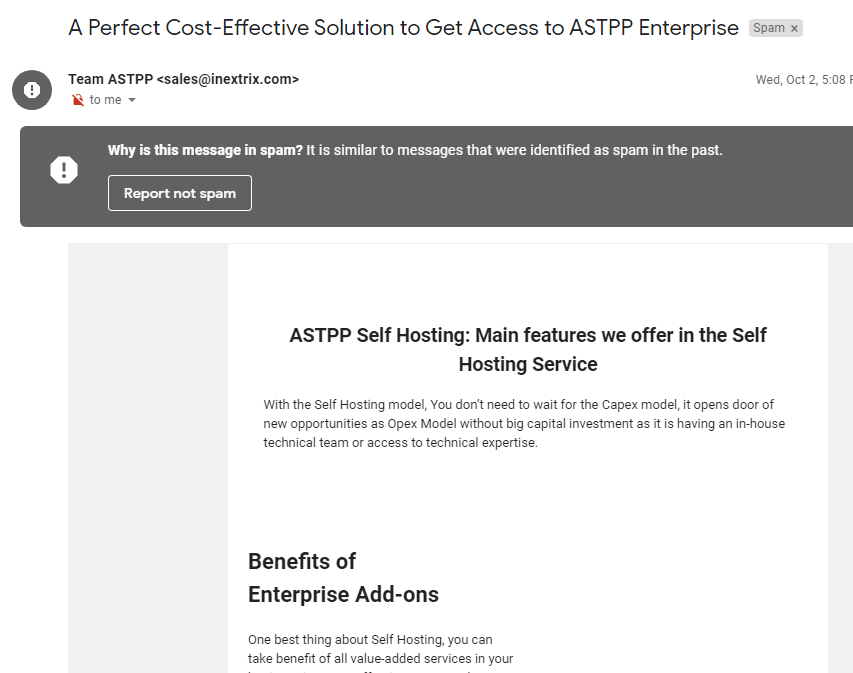 A Perfect Cost-Effective Solution to Get Access to ASTPP Enterprise Spam ×
Team ASTPP <sales@inextrix.com> Wed, Oct 2, 5:08
to me
Why is this message in spam? It is similar to messages that were identified as spam in the past.
Report not spam
ASTPP Self Hosting: Main features we offer in the Self
Hosting Service
With the Self Hosting model, You don't need to wait for the Capex model, it opens door of
new opportunities as Opex Model without big capital investment as it is having an in-house
technical team or access to technical expertise.
Benefits of
Enterprise Add-ons
One best thing about Self Hosting, you can
take benefit of all value-added services in your